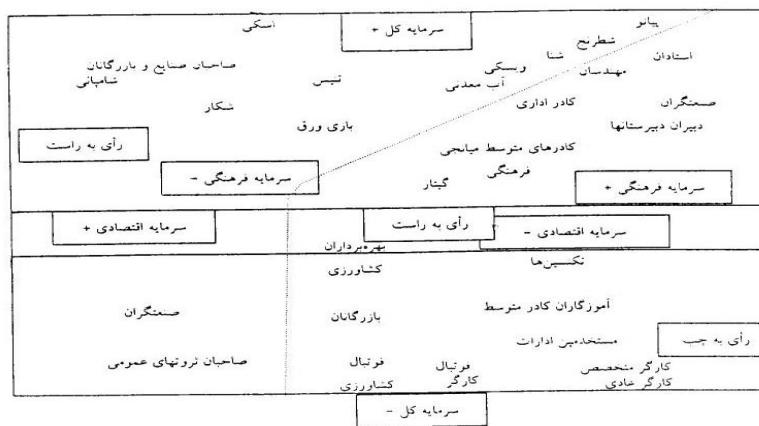 پیانو
اسکی
سرمایه کل +
شطرنج
شنا
استادان
صاحبان صنایع و بازرگانان
ویسکی
مهندسان
شامپانی
تنیس
آب معدنی
شکار
کادر اداری
صنعتگران
بازی ورق
دبیران دبیرستانها
رأی به راست
کادرهای متوسط میانجی
فرهنگی
سرمایه فرهنگی −
گیتار
سرمایه فرهنگی +
سرمایه اقتصادی +
رأی به راست
سرمایه اقتصادی −
بهره‌برداران
کشاورزی
تکنسین‌ها
صنعتگران
بازرگانان
آموزگاران کادر متوسط
مستخدمین ادارات
رأی به چپ
صاحبان ثروتهای عمومی
فوتبال
فوتبال
کارگر متخصص
کشاورزی
کارگر
کارگر عادی
سرمایه کل −